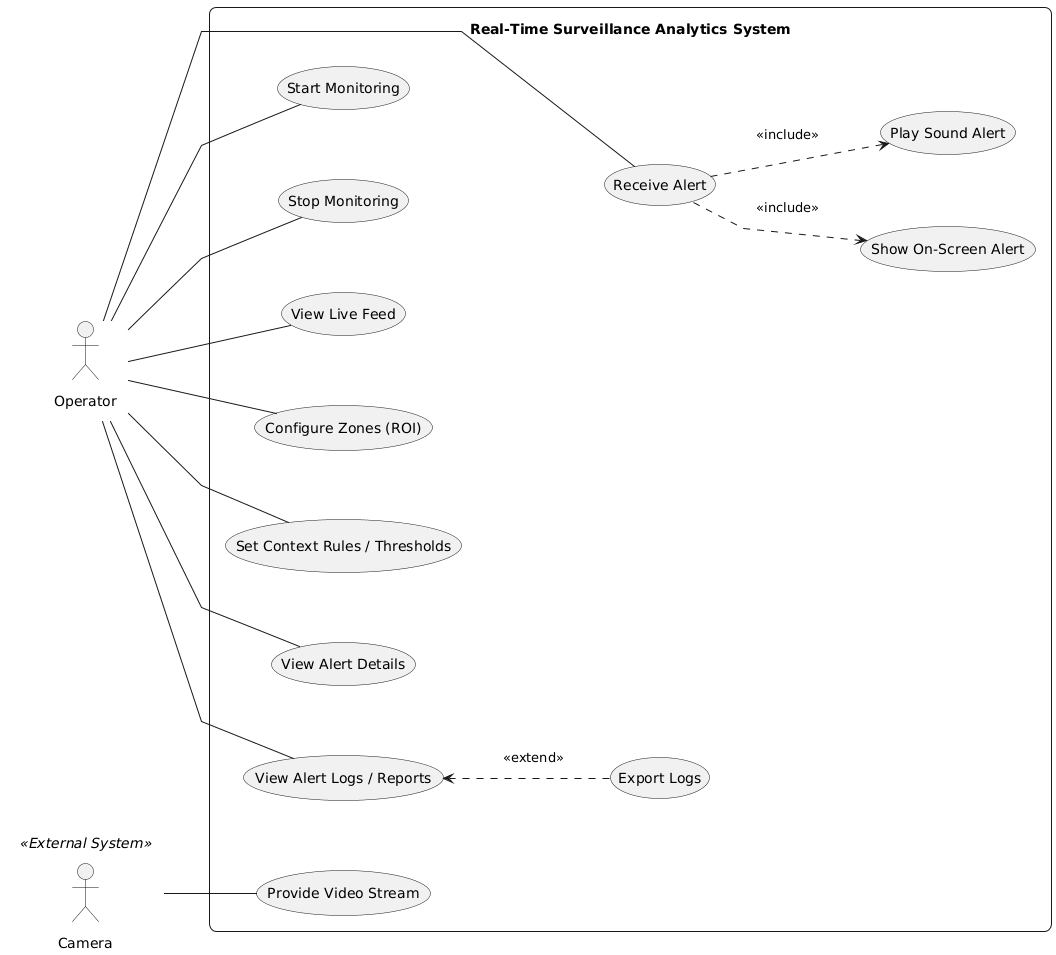 Real-Time Surveillance Analytics System
Start Monitoring
«include»
Play Sound Alert
Receive Alert
Stop Monitoring
«include»
Show On-Screen Alert
View Live Feed
Operator
Configure Zones (ROI)
Set Context Rules / Thresholds
View Alert Details
«extend»
View Alert Logs / Reports
Export Logs
«External System»
Provide Video Stream
Camera